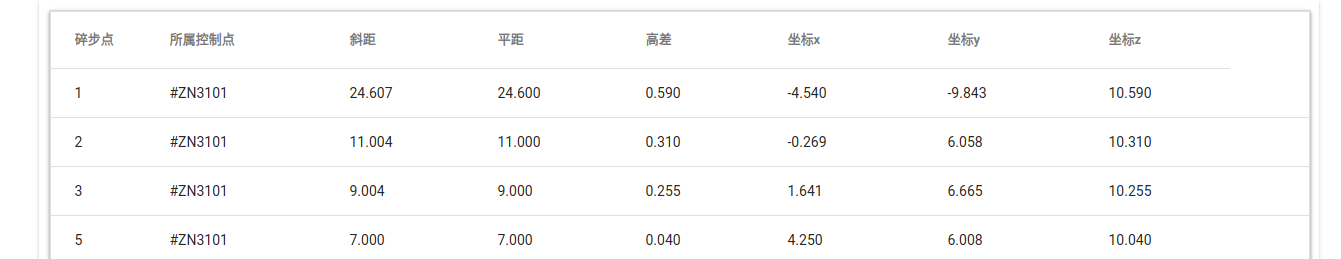 碎步点 所属控制点 斜距 平距 高差 坐标x 坐标y 坐标z
1 #ZN3101 24.607 24.600 0.590 -4.540 -9.843 10.590
2 #ZN3101 11.004 11.000 0.310 -0.269 6.058 10.310
3 #ZN3101 9.004 9.000 0.255 1.641 6.665 10.255
5 #ZN3101 7.000 7.000 0.040 4.250 6.008 10.040